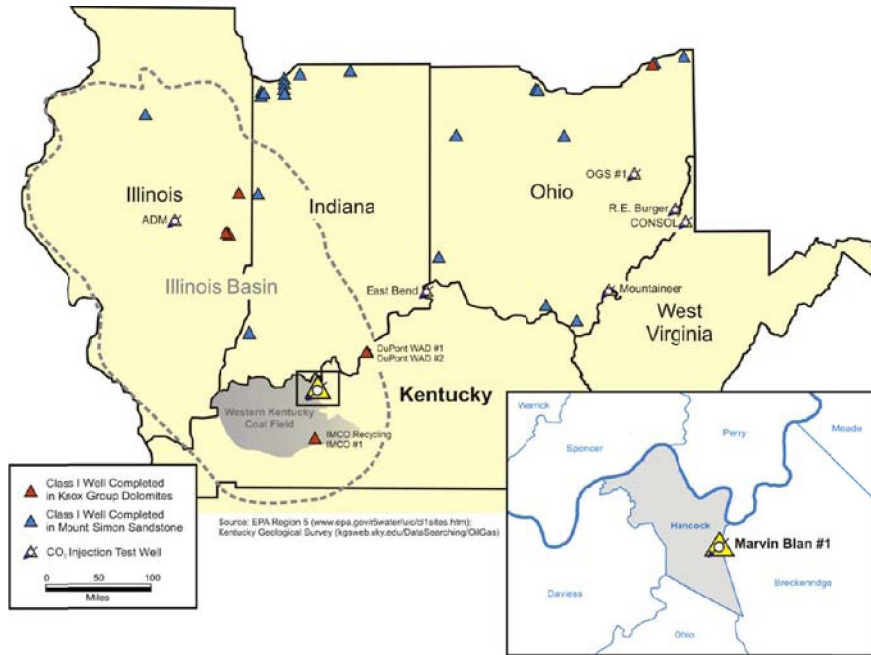 Illinois
Indiana
Ohio
OGS #1
ADM
R.E. Burger
CONSOL
Illinois Basin
East Bend
Mountaineer
West
Virginia
DuPont WAD #1
DuPont WAD #2
Kentucky
Western Kentucky
Coal Field
IMCO Recycling
IMCO #1
Class I Well Completed
in Knox Group Dolomites
Class I Well Completed
in Mount Simon Sandstone
CO2 Injection Test Well
0 50 100
Miles
Source: EPA Region 5 (www.epa.gov/r5water/uic/cl1sites.htm);
Kentucky Geological Survey (kgsweb.sky.edu/DataSearching/OilGas)
Warrick
Spencer
Perry
Meade
Hancock
Marvin Blan #1
Daviess
Breckenndge
Ohio